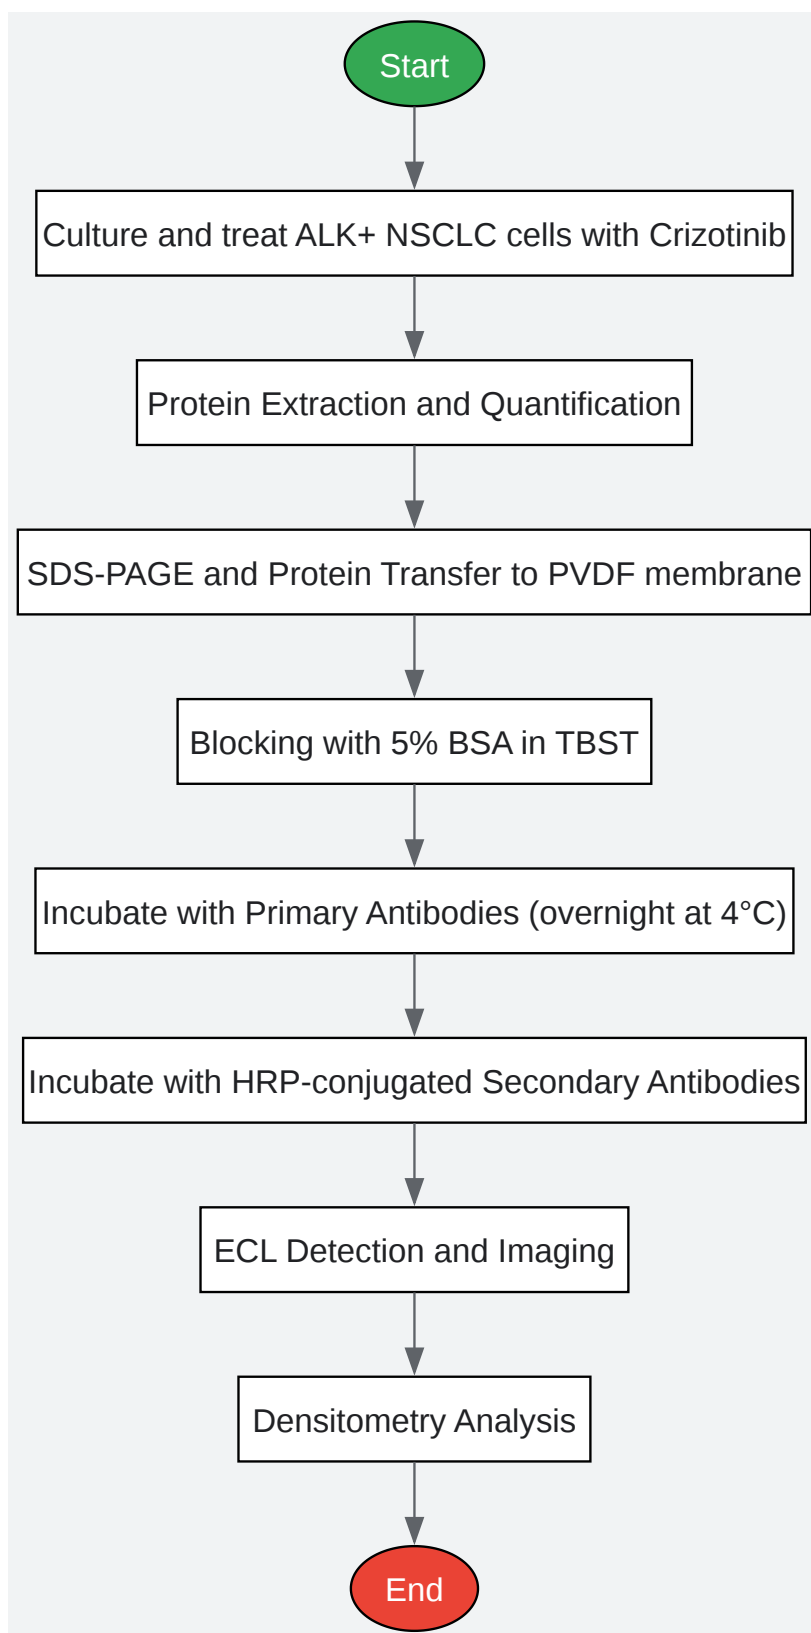 Start
Culture and treat ALK+ NSCLC cells with Crizotinib
Protein Extraction and Quantification
SDS-PAGE and Protein Transfer to PVDF membrane
Blocking with 5% BSA in TBST
Incubate with Primary Antibodies (overnight at 4°C)
Incubate with HRP-conjugated Secondary Antibodies
ECL Detection and Imaging
Densitometry Analysis
End